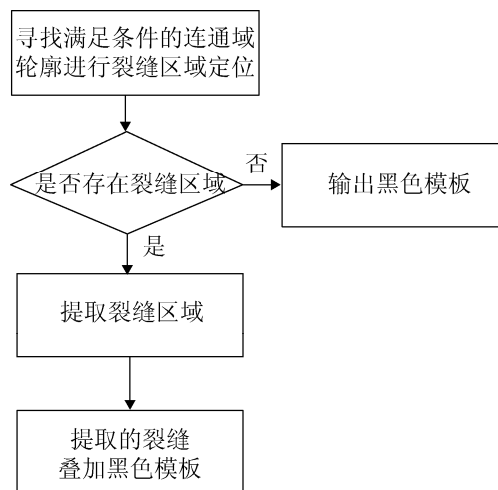 寻找满足条件的连通域
轮廓进行裂缝区域定位
是否存在裂缝区域
否
输出黑色模板
是
提取裂缝区域
提取的裂缝
叠加黑色模板